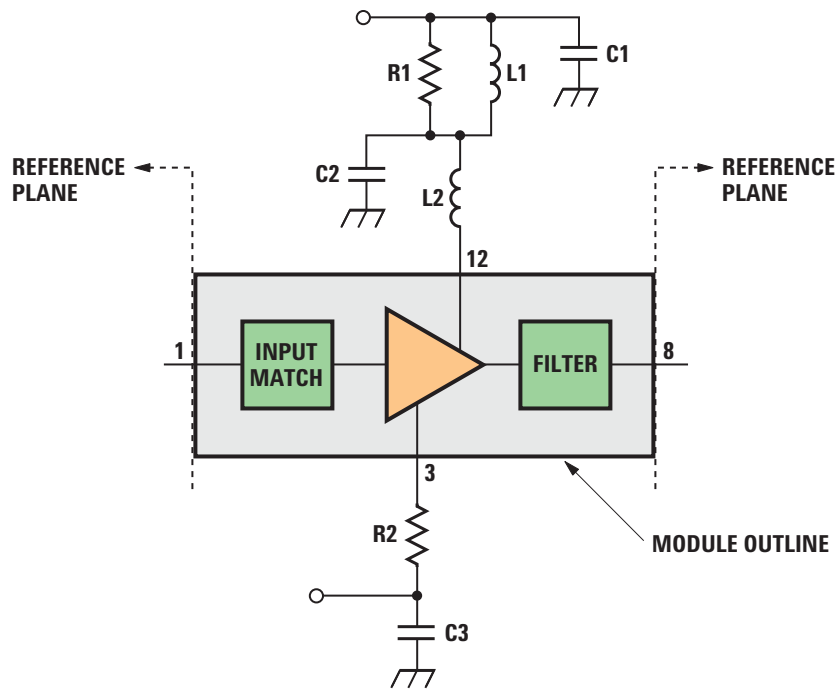 R1
L1
C1
REFERENCE
PLANE
C2
L2
REFERENCE
PLANE
12
1
INPUT
MATCH
FILTER
8
3
R2
MODULE OUTLINE
C3